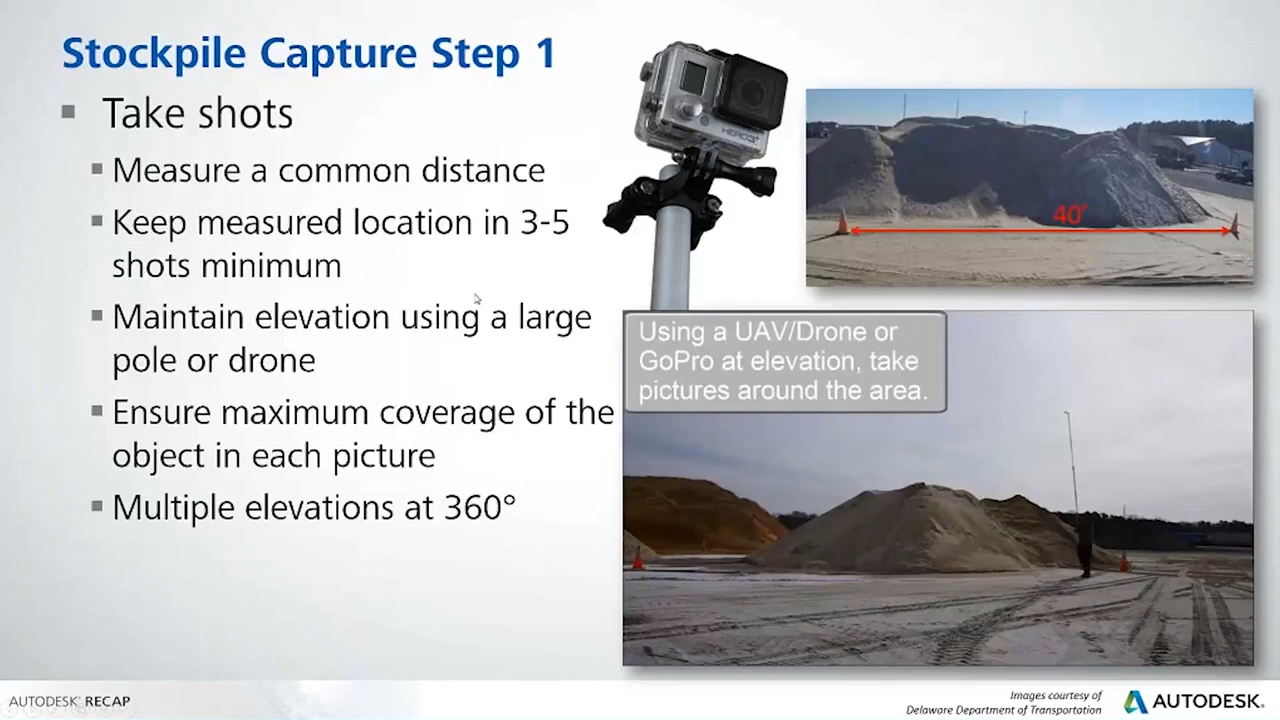 Stockpile Capture Step 1
Take shots
Measure a common distance
Keep measured location in 3-5
shots minimum
Maintain elevation using a large
pole or drone
Ensure maximum coverage of the
object in each picture
Multiple elevations at 360°
HERO3+
40'
Using a UAV/Drone or
GoPro at elevation, take
pictures around the area.
AUTODESK® RECAP
Images courtesy of
Delaware Department of Transportation
AUTODESK.